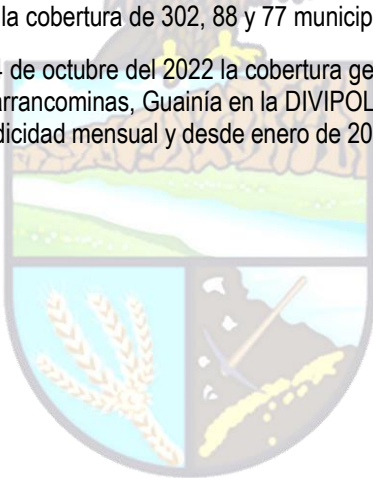 la cobertura de 302, 88 y 77 municip
de octubre del 2022 la cobertura ge
arrancominas, Guainía en la DIVIPOL
dicidad mensual y desde enero de 20